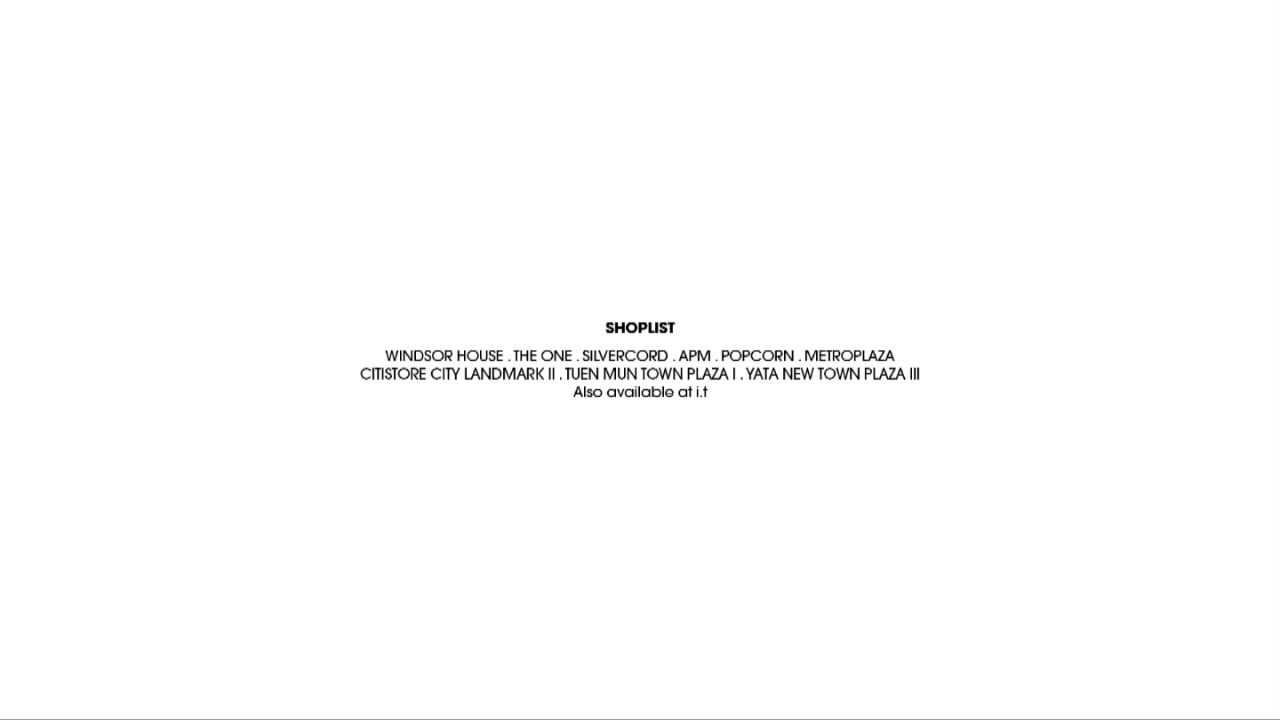 SHOPLIST
WINDSOR HOUSE . THE ONE . SILVERCORD . APM . POPCORN . METROPLAZA
CITISTORE CITY LANDMARK II . TUEN MUN TOWN PLAZA I . YATA NEW TOWN PLAZA III
Also available at i.t